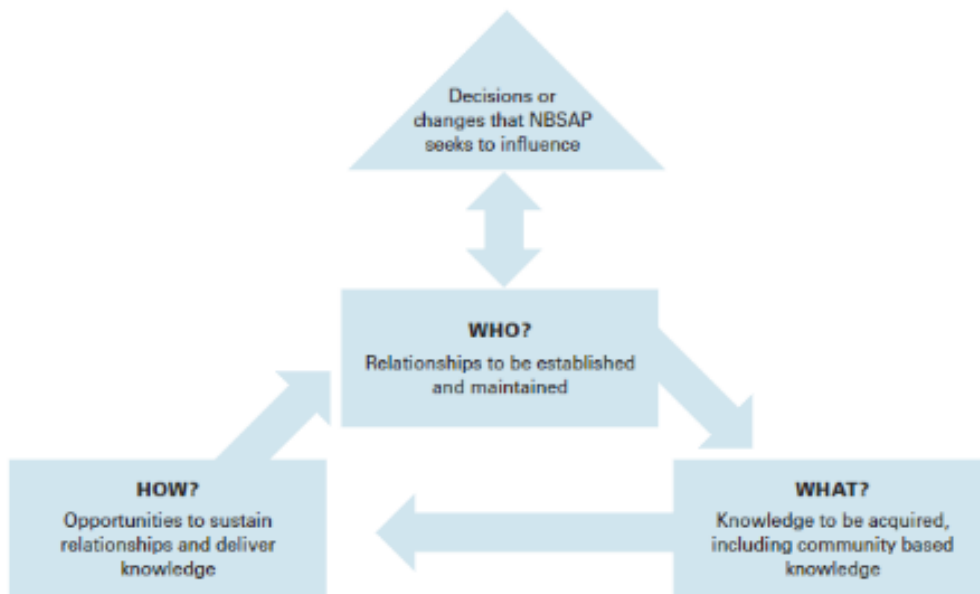 Decisions or
changes that NBSAP
seeks to influence
WHO?
Relationships to be established
and maintained
HOW?
Opportunities to sustain
relationships and deliver
knowledge
WHAT?
Knowledge to be acquired,
including community based
knowledge